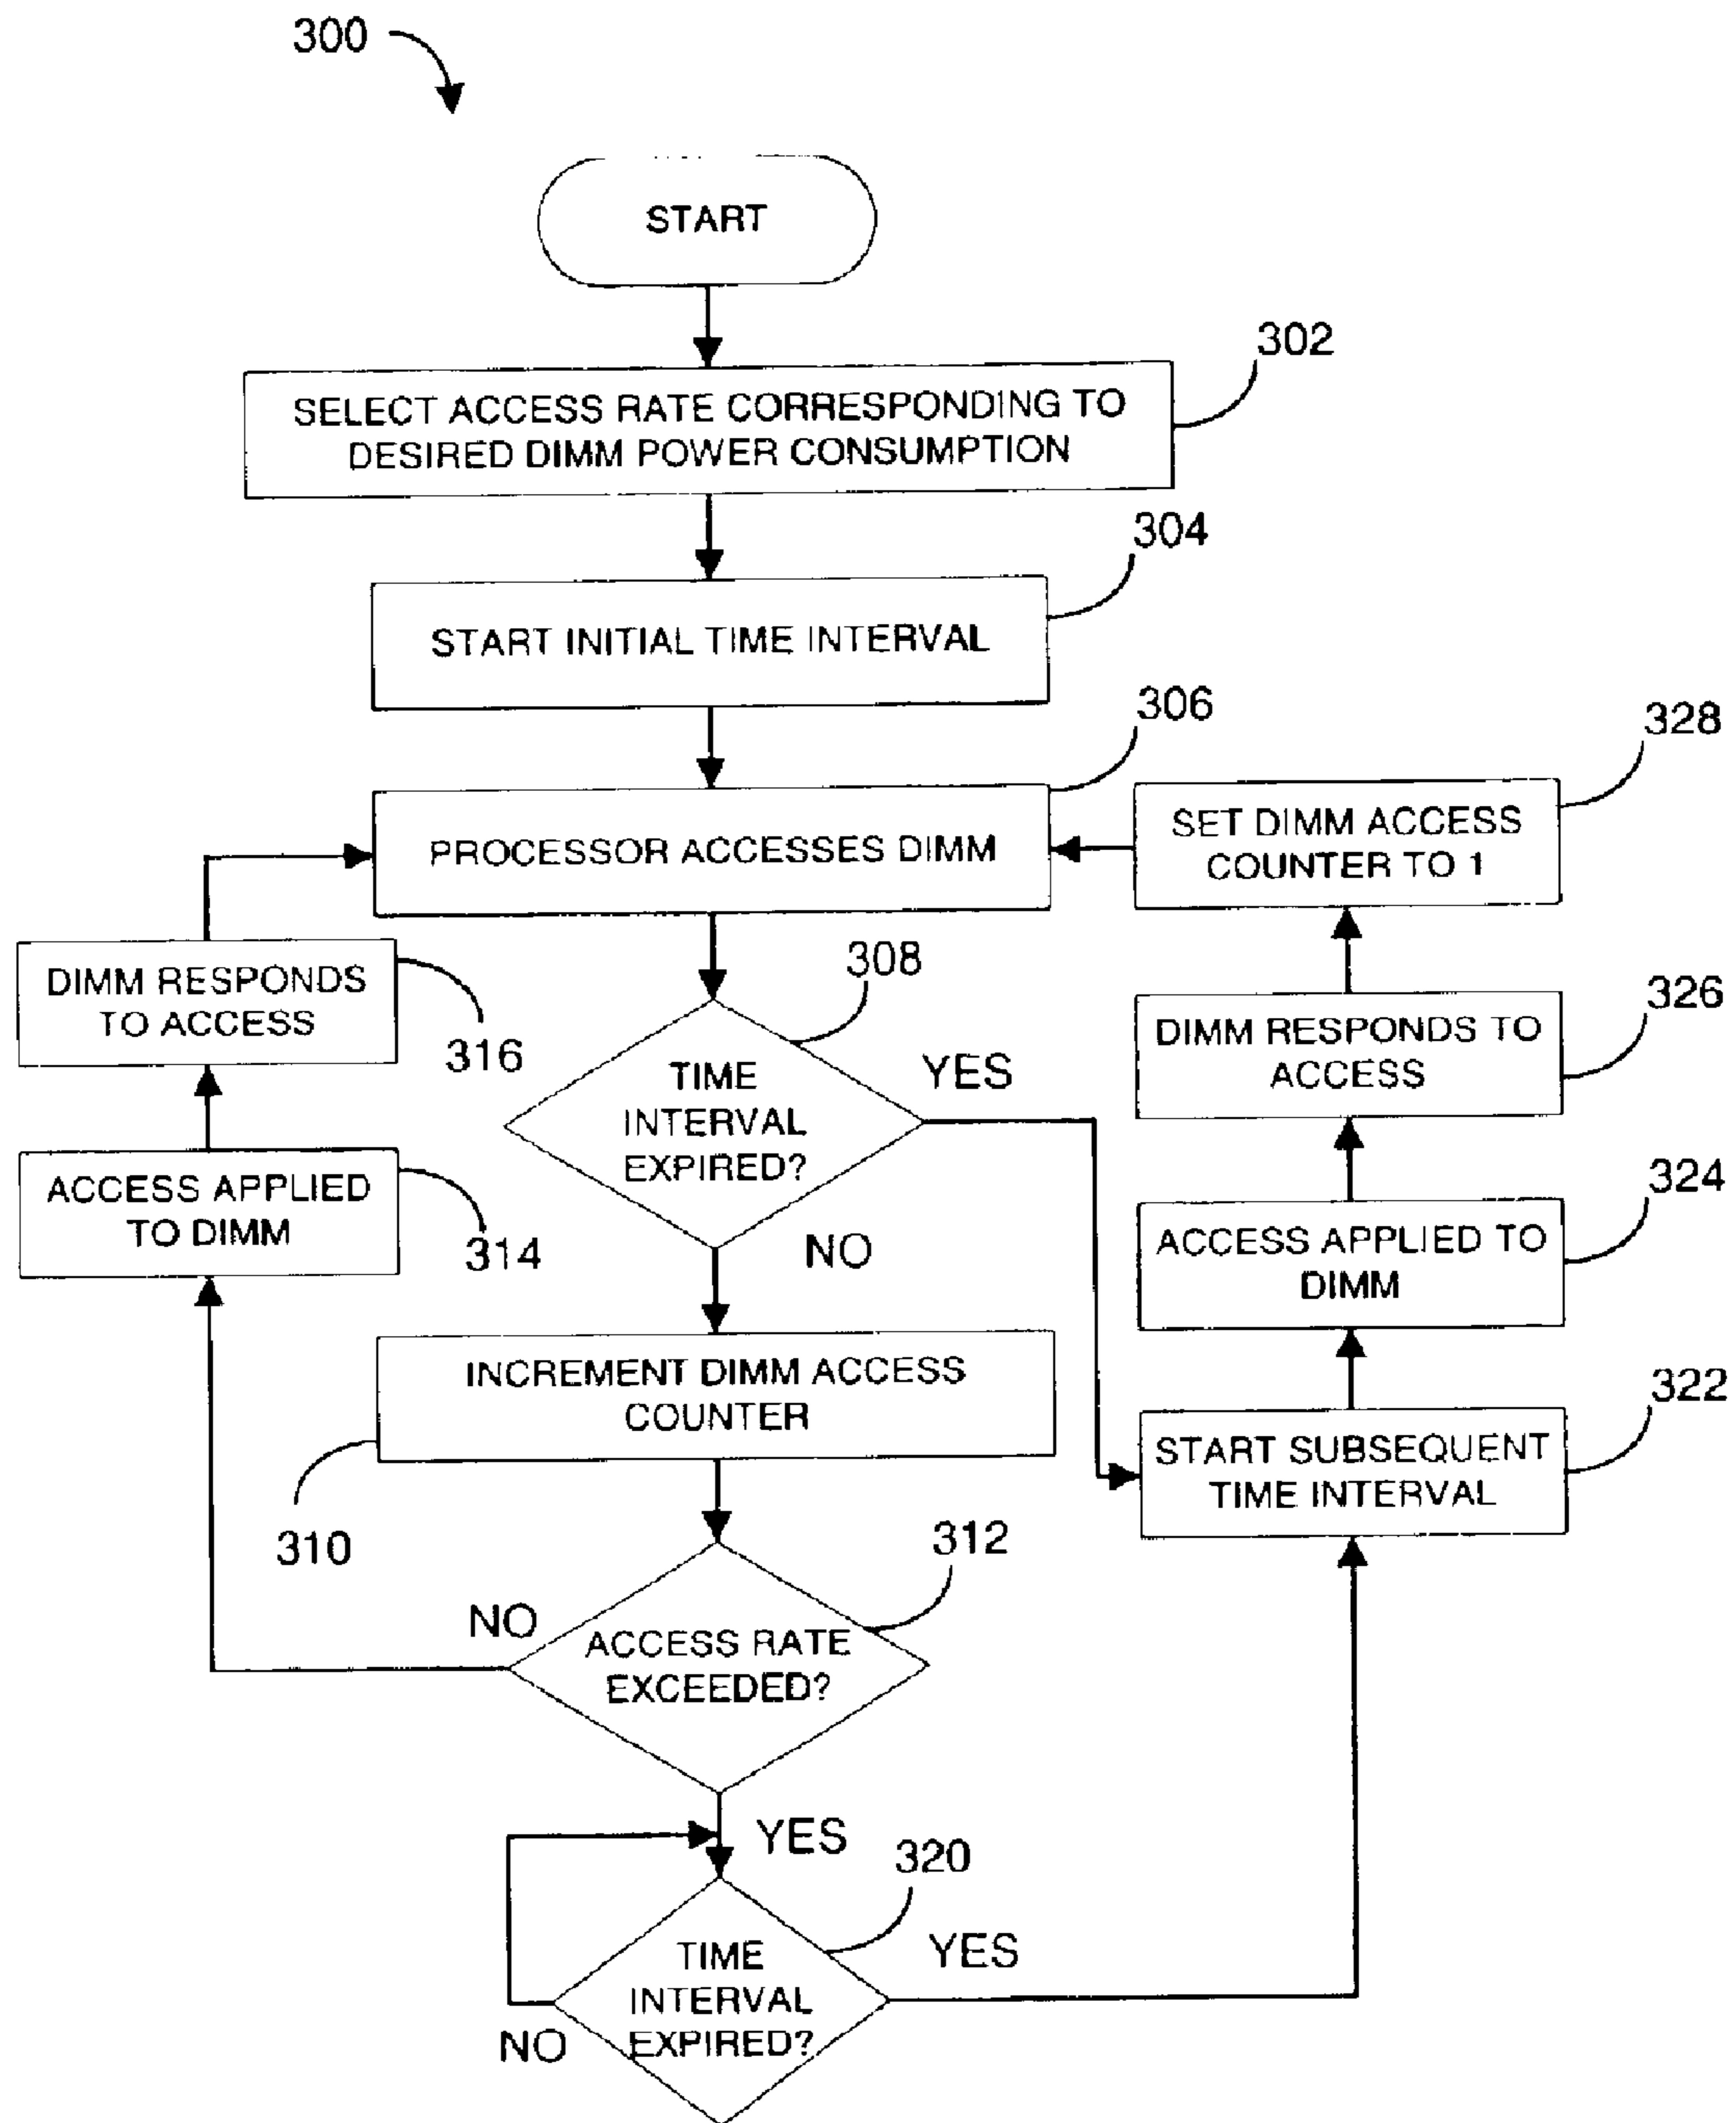 300
START
302
SELECT ACCESS RATE CORRESPONDING TO
DESIRED DIMM POWER CONSUMPTION
304
START INITIAL TIME INTERVAL
306
PROCESSOR ACCESSES DIMM
328
SET DIMM ACCESS
COUNTER TO 1
308
TIME
INTERVAL
EXPIRED?
YES
NO
DIMM RESPONDS
TO ACCESS
316
326
DIMM RESPONDS TO
ACCESS
ACCESS APPLIED
TO DIMM
314
324
ACCESS APPLIED TO
DIMM
INCREMENT DIMM ACCESS
COUNTER
310
322
START SUBSEQUENT
TIME INTERVAL
312
NO
ACCESS RATE
EXCEEDED?
YES
320
TIME
INTERVAL
EXPIRED?
YES
NO